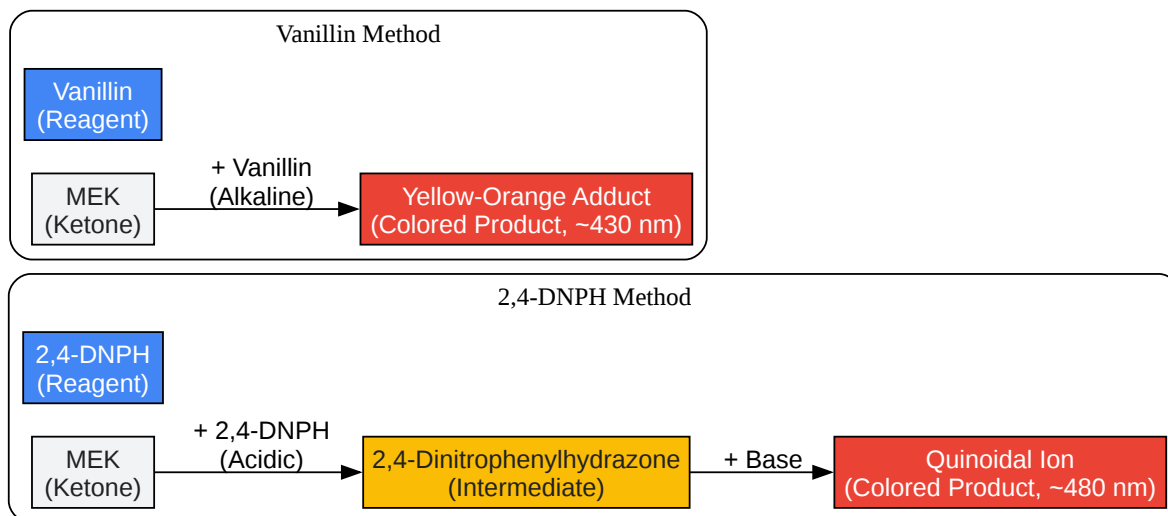 Vanillin Method
Vanillin
(Reagent)
+ Vanillin
(Alkaline)
MEK
(Ketone)
Yellow-Orange Adduct
(Colored Product, ~430 nm)
2,4-DNPH Method
2,4-DNPH
(Reagent)
+ 2,4-DNPH
(Acidic)
MEK
(Ketone)
2,4-Dinitrophenylhydrazone
(Intermediate)
+ Base
Quinoidal Ion
(Colored Product, ~480 nm)